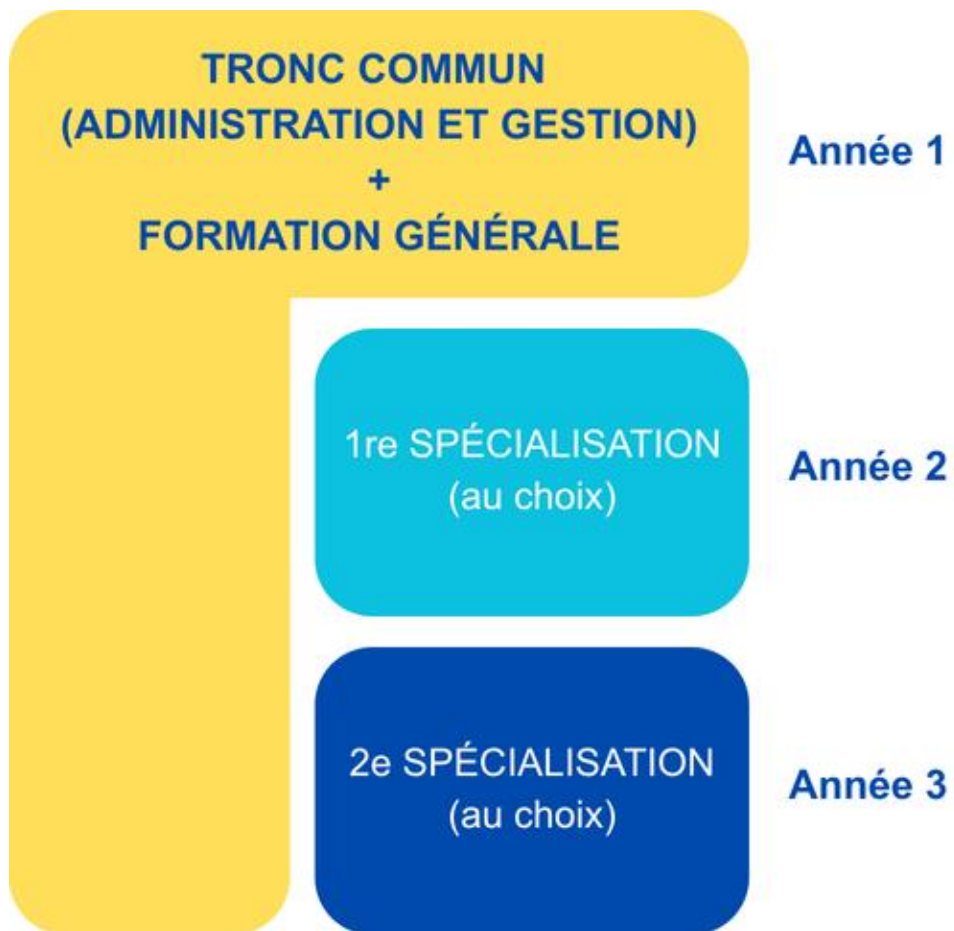 TRONC COMMUN
(ADMINISTRATION ET GESTION)
+
FORMATION GÉNÉRALE
Année 1
1re SPÉCIALISATION
(au choix)
Année 2
2e SPÉCIALISATION
(au choix)
Année 3